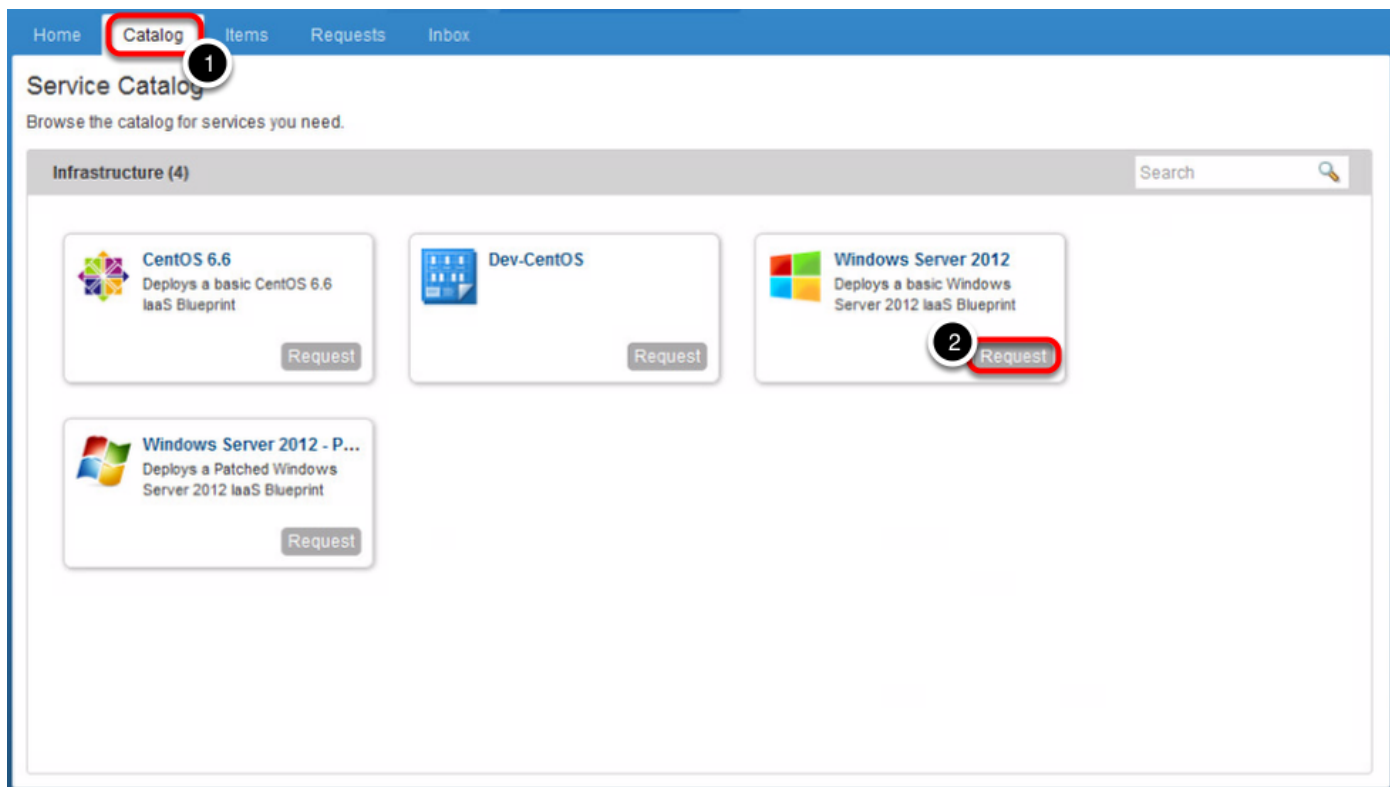 Home Catalog Items Requests Inbox
1
Service Catalog
Browse the catalog for services you need.
Infrastructure (4) Search
CentOS 6.6
Deploys a basic CentOS 6.6
IaaS Blueprint
Request
Dev-CentOS
Request
Windows Server 2012
Deploys a basic Windows
Server 2012 IaaS Blueprint
2 Request
Windows Server 2012 - P...
Deploys a Patched Windows
Server 2012 IaaS Blueprint
Request